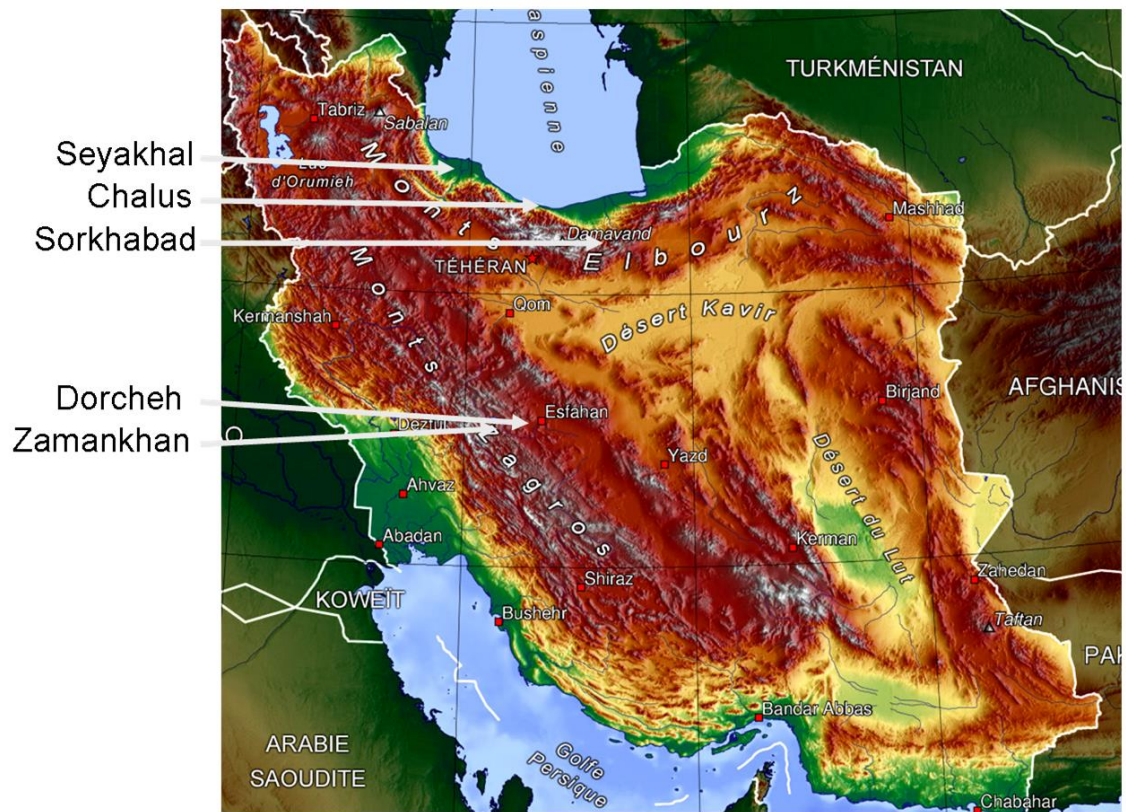 Seyakhal
Chalus
Sorkhabad
Dorcheh
Zamankhan
aspienne
TURKMÉNISTAN
Tabriz
Sabalan
Lac
d'Orumieh
Monts Elbourz
Damavand
Mashhad
TÉHÉRAN
Qom
Désert Kavir
Kermanshah
Monts Zagros
Birjand
AFGHANIS
Esfahan
Dezful
Yazd
Désert du Lut
Ahvaz
Abadan
Kerman
Zahedan
Shiraz
KOWEÏT
Bushehr
Taftan
PAK
Bandar Abbas
ARABIE
SAOUDITE
Golfe
Persique
Chabahar